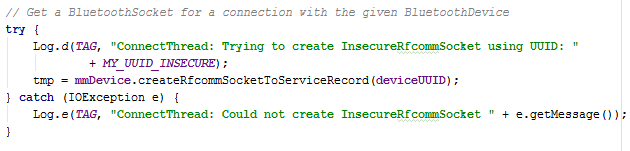 // Get a BluetoothSocket for a connection with the given BluetoothDevice
try {
    Log.d(TAG, "ConnectThread: Trying to create InsecureRfcommSocket using UUID: "
            + MY_UUID_INSECURE);
    tmp = mmDevice.createRfcommSocketToServiceRecord(deviceUUID);
} catch (IOException e) {
    Log.e(TAG, "ConnectThread: Could not create InsecureRfcommSocket " + e.getMessage());
}